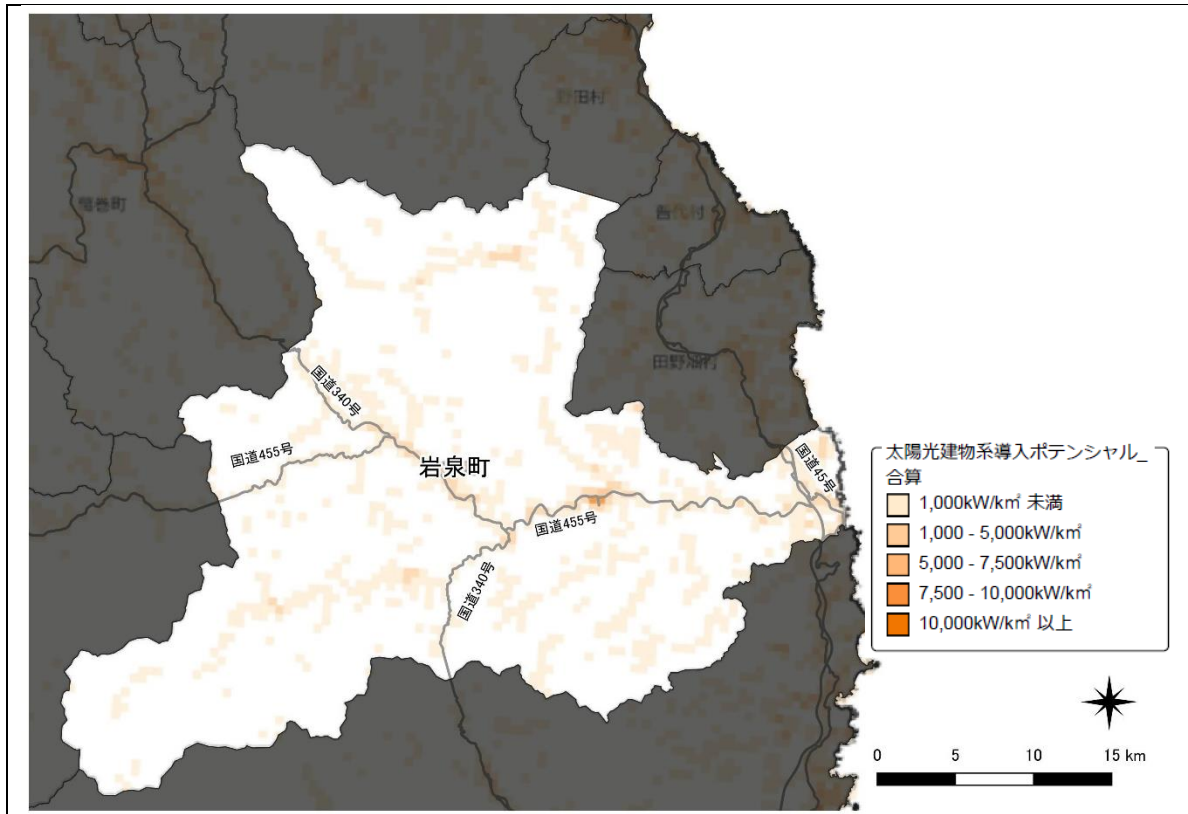 野田村
葛巻町
普代村
田野畑村
国道340号
国道455号
岩泉町
国道45号
国道455号
国道340号
太陽光建物系導入ポテンシャル_
合算
1,000kW/k㎡ 未満
1,000 - 5,000kW/k㎡
5,000 - 7,500kW/k㎡
7,500 - 10,000kW/k㎡
10,000kW/k㎡ 以上
0 5 10 15 km